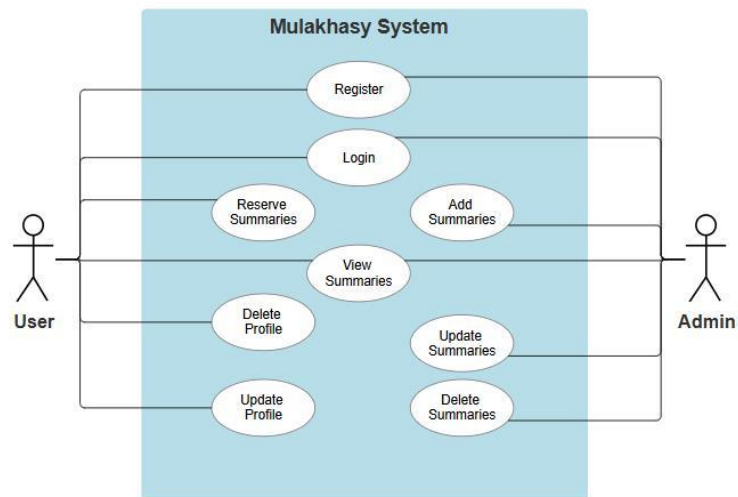 Mulakhasy System
Register
Login
Reserve
Summaries
Add
Summaries
View
Summaries
User
Admin
Delete
Profile
Update
Summaries
Update
Profile
Delete
Summaries